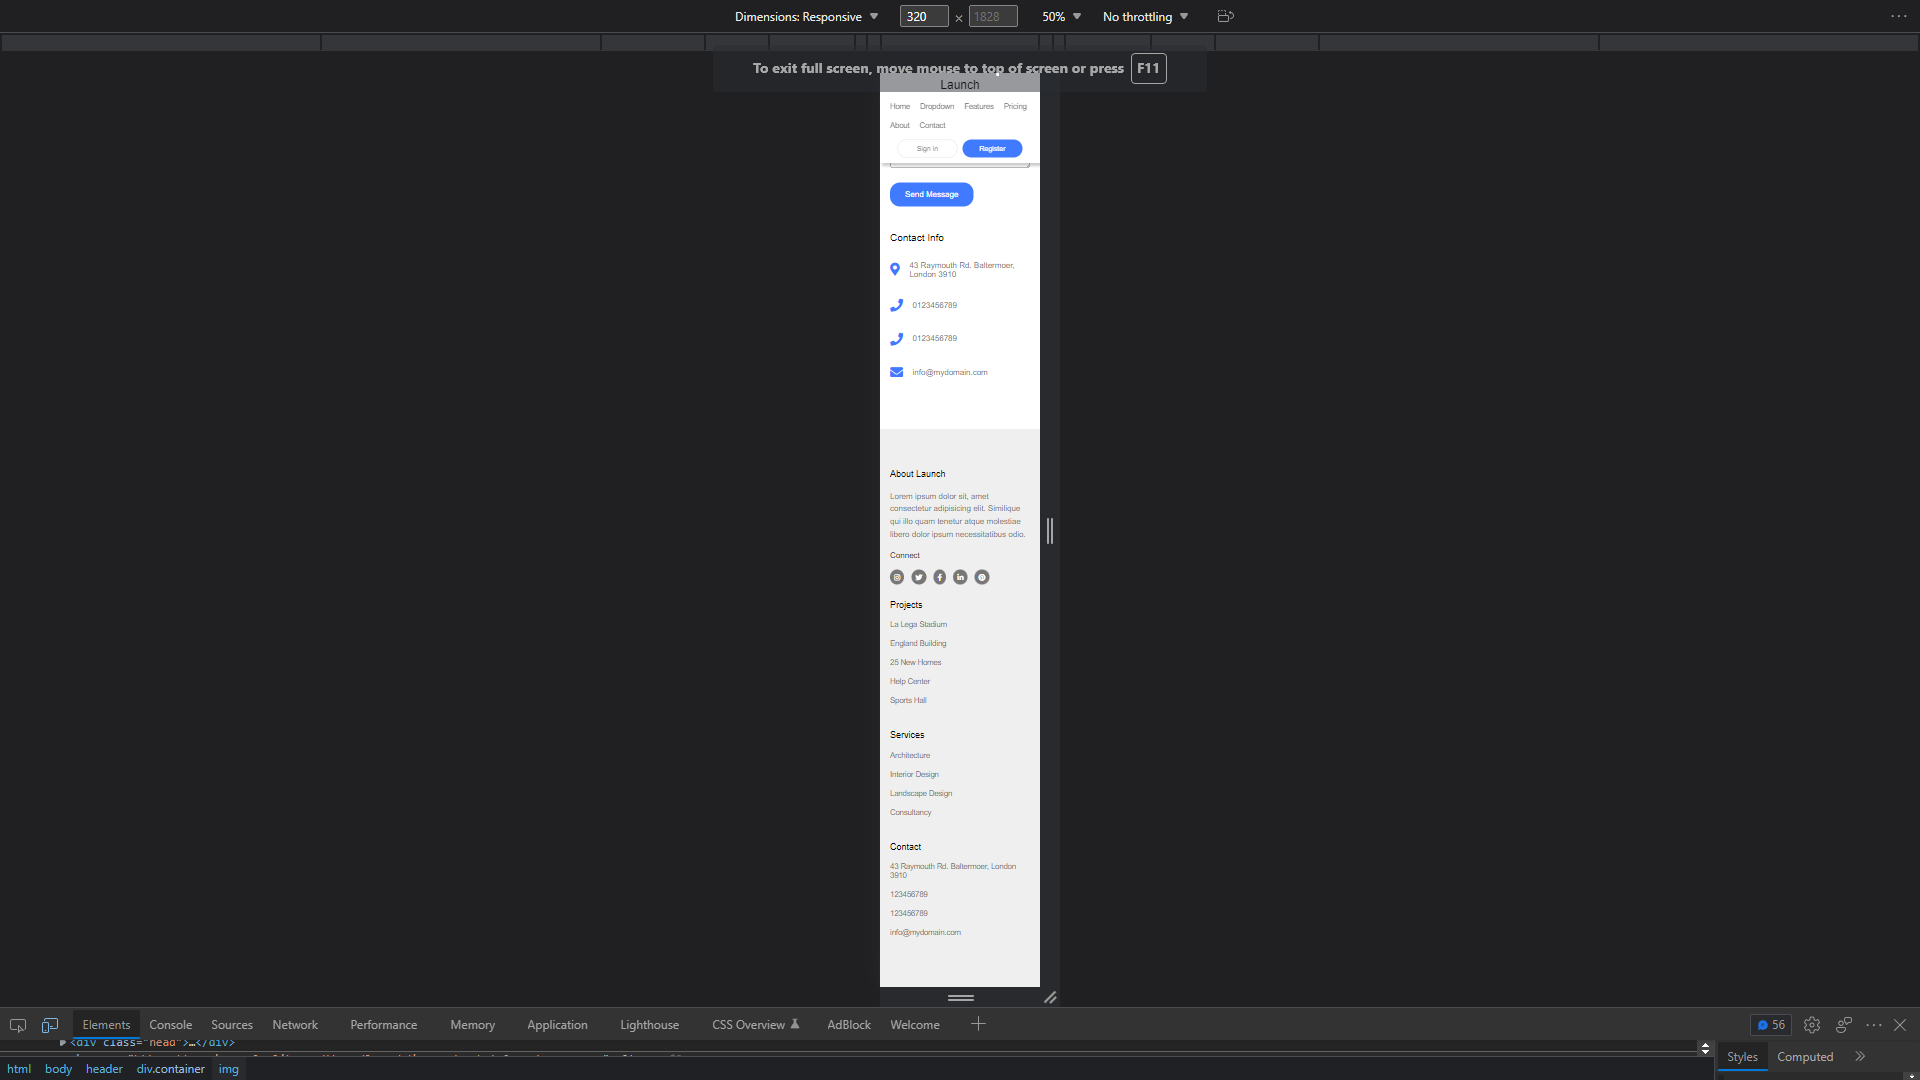 Dimensions: Responsive 320 × 1828 50% No throttling
To exit full screen, move mouse to top of screen or press F11
Launch
Home Dropdown Features Pricing
About Contact
Sign in Register
Send Message
Contact Info
43 Raymouth Rd. Baltermoer,
London 3910
0123456789
0123456789
info@mydomain.com
About Launch
Lorem ipsum dolor sit, amet
consectetur adipisicing elit. Similique
qui illo quam tenetur atque molestiae
libero dolor ipsum necessitatibus odio.
Connect
Projects
La Lega Stadium
England Building
25 New Homes
Help Center
Sports Hall
Services
Architecture
Interior Design
Landscape Design
Consultancy
Contact
43 Raymouth Rd. Baltermoer, London
3910
123456789
123456789
info@mydomain.com
Elements Console Sources Network Performance Memory Application Lighthouse CSS Overview AdBlock Welcome 56
<div class="head">…</div>
Styles Computed
html body header div.container img